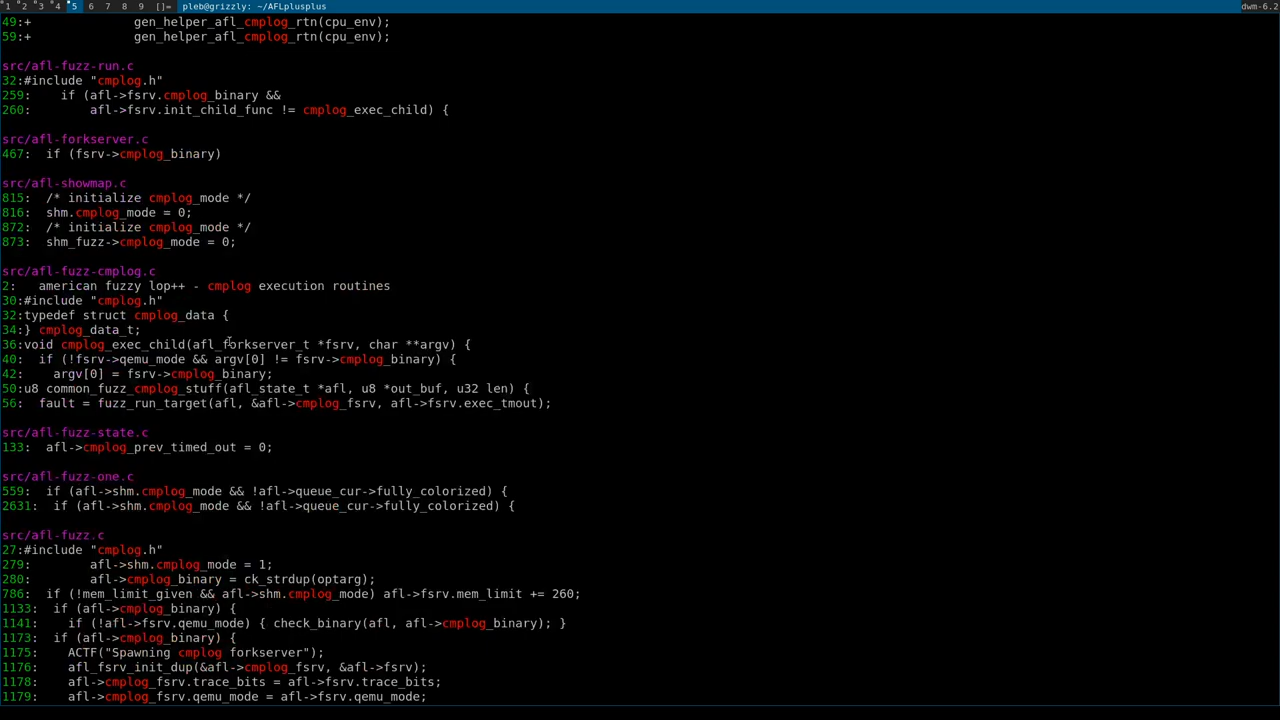 1 2 3 4 5 6 7 8 9 []= pleb@grizzly: ~/AFLplusplus dwm-6.2
49:+ gen_helper_afl_cmplog_rtn(cpu_env);
59:+ gen_helper_afl_cmplog_rtn(cpu_env);
src/afl-fuzz-run.c
32:#include "cmplog.h"
259: if (afl->fsrv.cmplog_binary &&
260: afl->fsrv.init_child_func != cmplog_exec_child) {
src/afl-forkserver.c
467: if (fsrv->cmplog_binary)
src/afl-showmap.c
815: /* initialize cmplog_mode */
816: shm.cmplog_mode = 0;
872: /* initialize cmplog_mode */
873: shm_fuzz->cmplog_mode = 0;
src/afl-fuzz-cmplog.c
2: american fuzzy lop++ - cmplog execution routines
30:#include "cmplog.h"
32:typedef struct cmplog_data {
34:} cmplog_data_t;
36:void cmplog_exec_child(afl_forkserver_t *fsrv, char **argv) {
40: if (!fsrv->qemu_mode && argv[0] != fsrv->cmplog_binary) {
42: argv[0] = fsrv->cmplog_binary;
50:u8 common_fuzz_cmplog_stuff(afl_state_t *afl, u8 *out_buf, u32 len) {
56: fault = fuzz_run_target(afl, &afl->cmplog_fsrv, afl->fsrv.exec_tmout);
src/afl-fuzz-state.c
133: afl->cmplog_prev_timed_out = 0;
src/afl-fuzz-one.c
559: if (afl->shm.cmplog_mode && !afl->queue_cur->fully_colorized) {
2631: if (afl->shm.cmplog_mode && !afl->queue_cur->fully_colorized) {
src/afl-fuzz.c
27:#include "cmplog.h"
279: afl->shm.cmplog_mode = 1;
280: afl->cmplog_binary = ck_strdup(optarg);
786: if (!mem_limit_given && afl->shm.cmplog_mode) afl->fsrv.mem_limit += 260;
1133: if (afl->cmplog_binary) {
1141: if (!afl->fsrv.qemu_mode) { check_binary(afl, afl->cmplog_binary); }
1173: if (afl->cmplog_binary) {
1175: ACTF("Spawning cmplog forkserver");
1176: afl_fsrv_init_dup(&afl->cmplog_fsrv, &afl->fsrv);
1178: afl->cmplog_fsrv.trace_bits = afl->fsrv.trace_bits;
1179: afl->cmplog_fsrv.qemu_mode = afl->fsrv.qemu_mode;